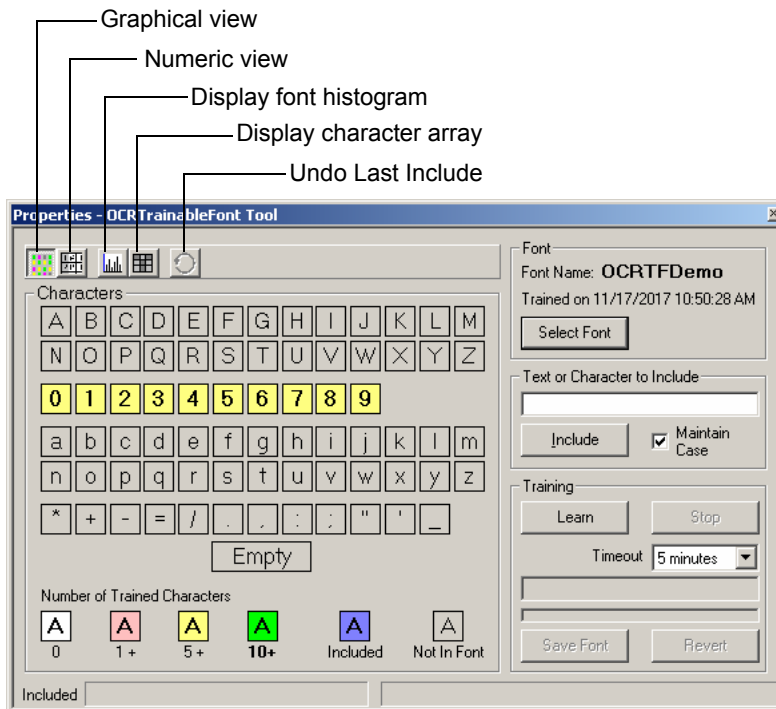 Graphical view
Numeric view
Display font histogram
Display character array
Undo Last Include
Properties - OCRTrainableFont Tool
Characters
A B C D E F G H I J K L M
N O P Q R S T U V W X Y Z
0 1 2 3 4 5 6 7 8 9
a b c d e f g h i j k l m
n o p q r s t u v w x y z
* + - = / . , : ; " ' _
Empty
Number of Trained Characters
A A A A A A
0 1 + 5 + 10+ Included Not In Font
Font
Font Name: OCRTFDemo
Trained on 11/17/2017 10:50:28 AM
Select Font
Text or Character to Include
Include Maintain
Case
Training
Learn Stop
Timeout 5 minutes
Save Font Revert
Included